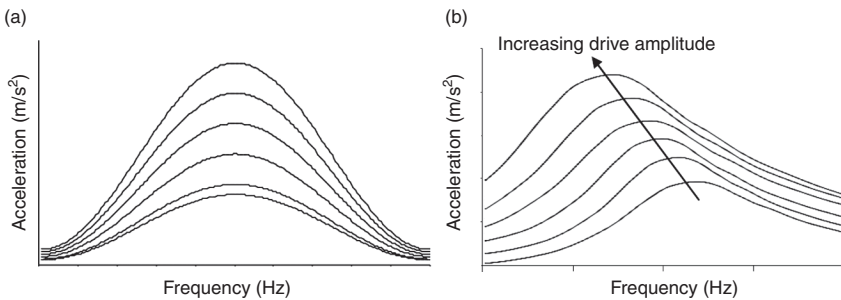 (a)
Acceleration (m/s²)
Frequency (Hz)
(b)
Increasing drive amplitude
Acceleration (m/s²)
Frequency (Hz)